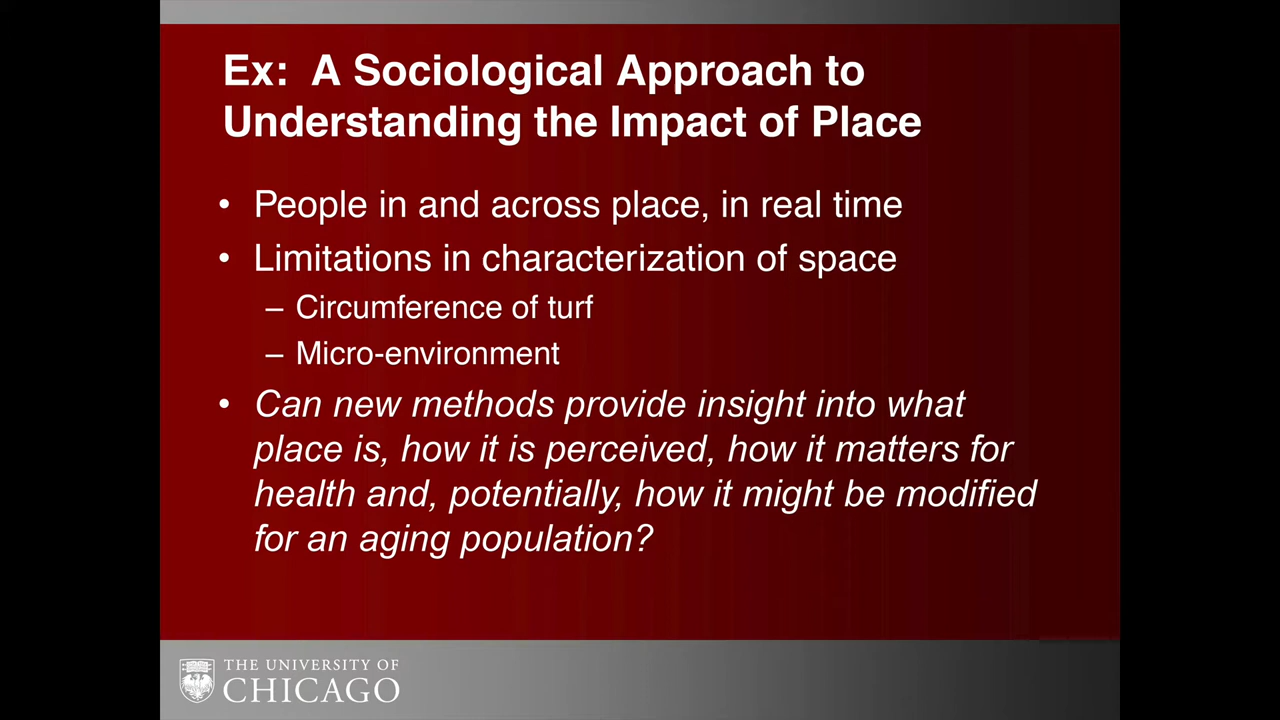 Ex:  A Sociological Approach to
Understanding the Impact of Place
• People in and across place, in real time
• Limitations in characterization of space
– Circumference of turf
– Micro-environment
• Can new methods provide insight into what
place is, how it is perceived, how it matters for
health and, potentially, how it might be modified
for an aging population?
THE UNIVERSITY OF
CHICAGO